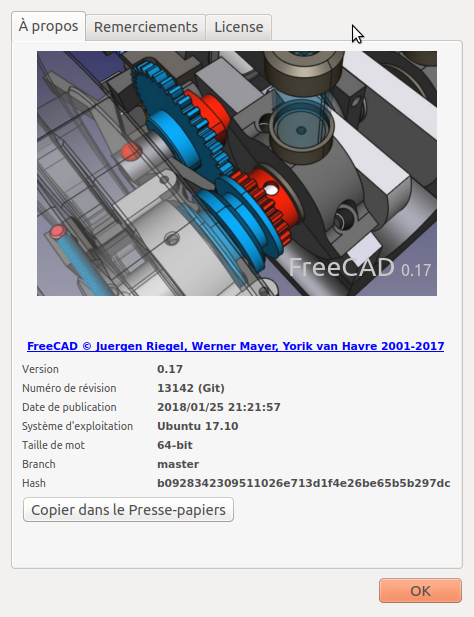 À propos
Remerciements
License
FreeCAD 0.17
FreeCAD © Juergen Riegel, Werner Mayer, Yorik van Havre 2001-2017
Version 0.17
Numéro de révision 13142 (Git)
Date de publication 2018/01/25 21:21:57
Système d'exploitation Ubuntu 17.10
Taille de mot 64-bit
Branch master
Hash b0928342309511026e713d1f4e26be65b5b297dc
Copier dans le Presse-papiers
OK